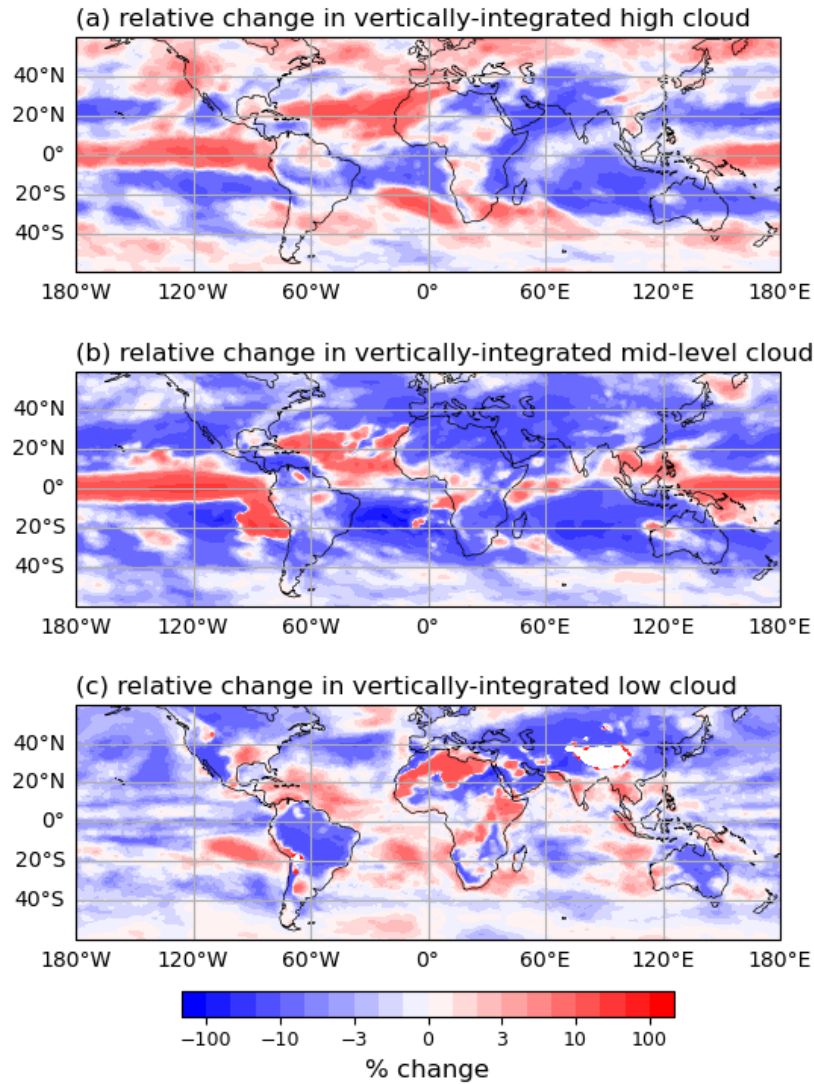 (a) relative change in vertically-integrated high cloud
40°N
20°N
0°
20°S
40°S
180°W 120°W 60°W 0° 60°E 120°E 180°E
(b) relative change in vertically-integrated mid-level cloud
40°N
20°N
0°
20°S
40°S
180°W 120°W 60°W 0° 60°E 120°E 180°E
(c) relative change in vertically-integrated low cloud
40°N
20°N
0°
20°S
40°S
180°W 120°W 60°W 0° 60°E 120°E 180°E
−100 −10 −3 0 3 10 100
% change